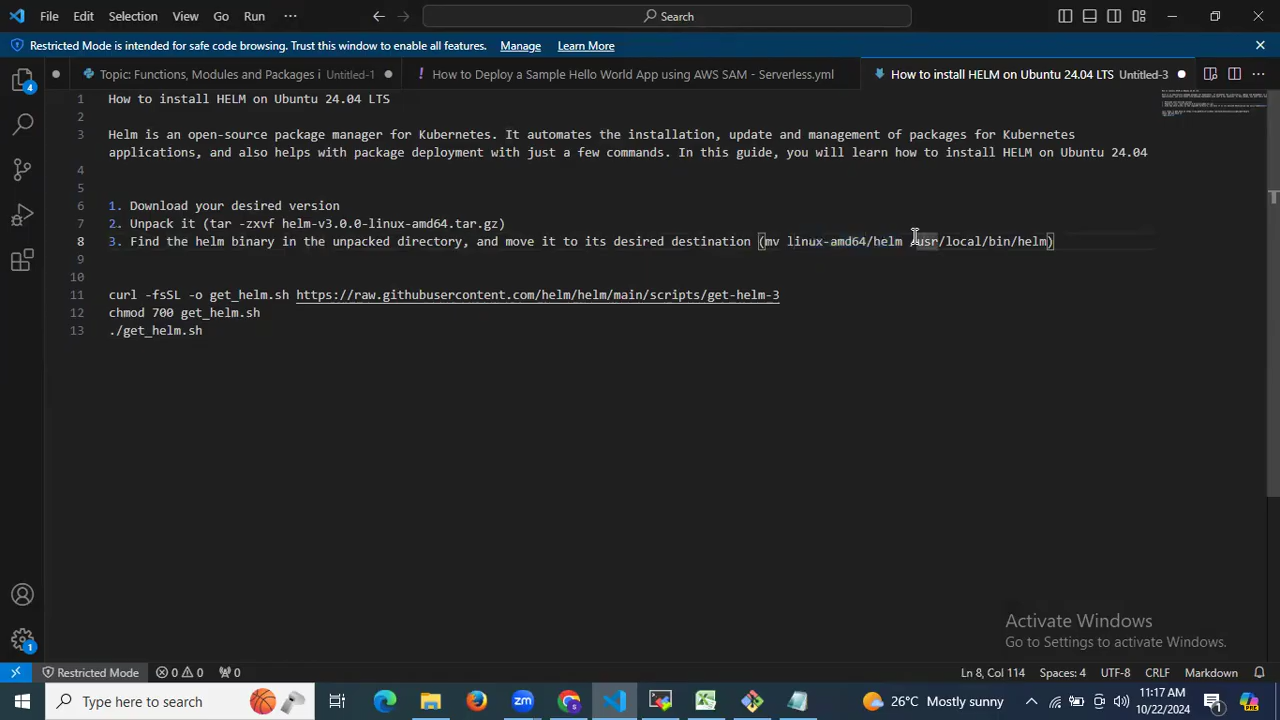 File Edit Selection View Go Run ··· Search
Restricted Mode is intended for safe code browsing. Trust this window to enable all features. Manage Learn More
Topic: Functions, Modules and Packages i Untitled-1 How to Deploy a Sample Hello World App using AWS SAM - Serverless.yml How to install HELM on Ubuntu 24.04 LTS Untitled-3
1 How to install HELM on Ubuntu 24.04 LTS
2
3 Helm is an open-source package manager for Kubernetes. It automates the installation, update and management of packages for Kubernetes
applications, and also helps with package deployment with just a few commands. In this guide, you will learn how to install HELM on Ubuntu 24.04
4
5
6 1. Download your desired version
7 2. Unpack it (tar -zxvf helm-v3.0.0-linux-amd64.tar.gz)
8 3. Find the helm binary in the unpacked directory, and move it to its desired destination (mv linux-amd64/helm /usr/local/bin/helm)
9
10
11 curl -fsSL -o get_helm.sh https://raw.githubusercontent.com/helm/helm/main/scripts/get-helm-3
12 chmod 700 get_helm.sh
13 ./get_helm.sh
4
1
Activate Windows
Go to Settings to activate Windows.
Restricted Mode 0 0 0 Ln 8, Col 114 Spaces: 4 UTF-8 CRLF Markdown
Type here to search zm 26°C Mostly sunny 11:17 AM
10/22/2024 1 PRE